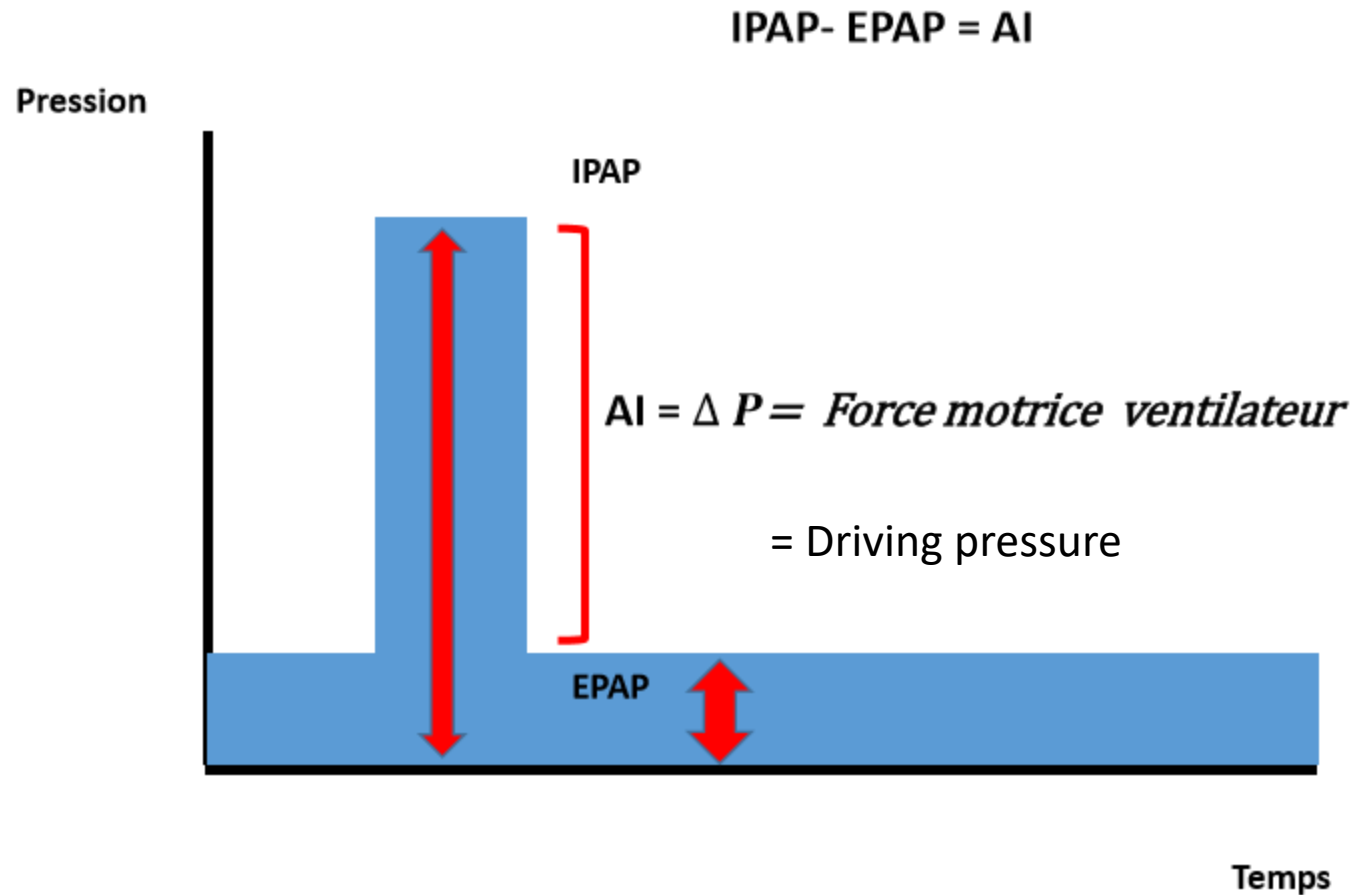 IPAP- EPAP = AI
Pression
IPAP
AI = Δ P = Force motrice ventilateur
= Driving pressure
EPAP
Temps